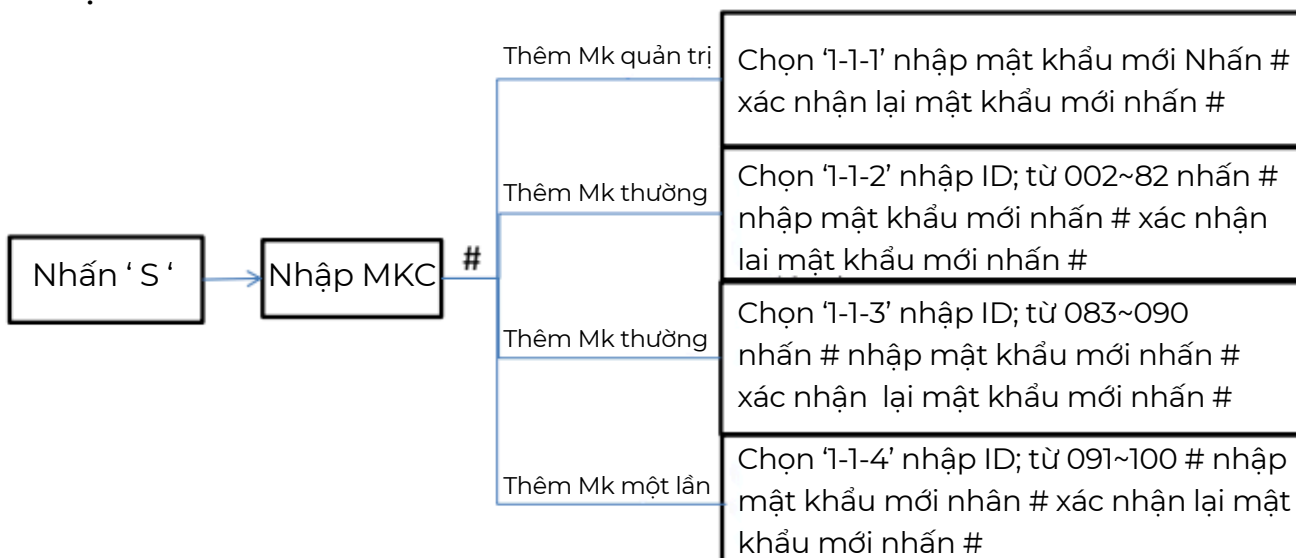 Nhấn ‘ S ‘
Nhập MKC
#
Thêm Mk quản trị
Chọn ‘1-1-1’ nhập mật khẩu mới Nhấn #
xác nhận lại mật khẩu mới nhấn #
Thêm Mk thường
Chọn ‘1-1-2’ nhập ID; từ 002~82 nhấn #
nhập mật khẩu mới nhấn # xác nhận
lai mật khẩu mới nhấn #
Thêm Mk thường
Chọn ‘1-1-3’ nhập ID; từ 083~090
nhấn # nhập mật khẩu mới nhấn #
xác nhận lại mật khẩu mới nhấn #
Thêm Mk một lần
Chọn ‘1-1-4’ nhập ID; từ 091~100 # nhập
mật khẩu mới nhân # xác nhận lại mật
khẩu mới nhấn #